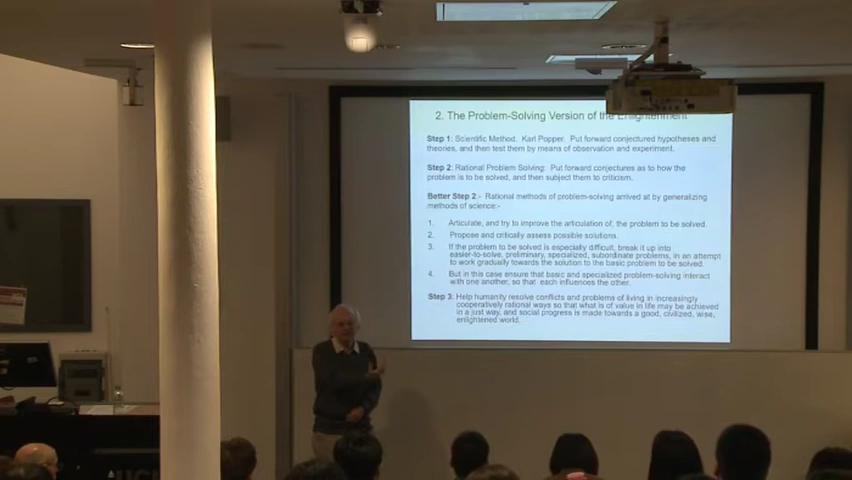 2. The Problem-Solving Version of the Enlightenment
Step 1: Scientific Method. Karl Popper. Put forward conjectured hypotheses and
theories, and then test them by means of observation and experiment.
Step 2: Rational Problem Solving: Put forward conjectures as to how the
problem is to be solved, and then subject them to criticism.
Better Step 2 - Rational methods of problem-solving arrived at by generalizing
methods of science:-
1. Articulate, and try to improve the articulation of, the problem to be solved.
2. Propose and critically assess possible solutions.
3. If the problem to be solved is especially difficult, break it up into
easier-to-solve, preliminary, specialized, subordinate problems, in an attempt
to work gradually towards the solution to the basic problem to be solved.
4. But in this case ensure that basic and specialized problem-solving interact
with one another, so that each influences the other.
Step 3: Help humanity resolve conflicts and problems of living in increasingly
cooperatively rational ways so that what is of value in life may be achieved
in a just way, and social progress is made towards a good, civilized, wise,
enlightened world.